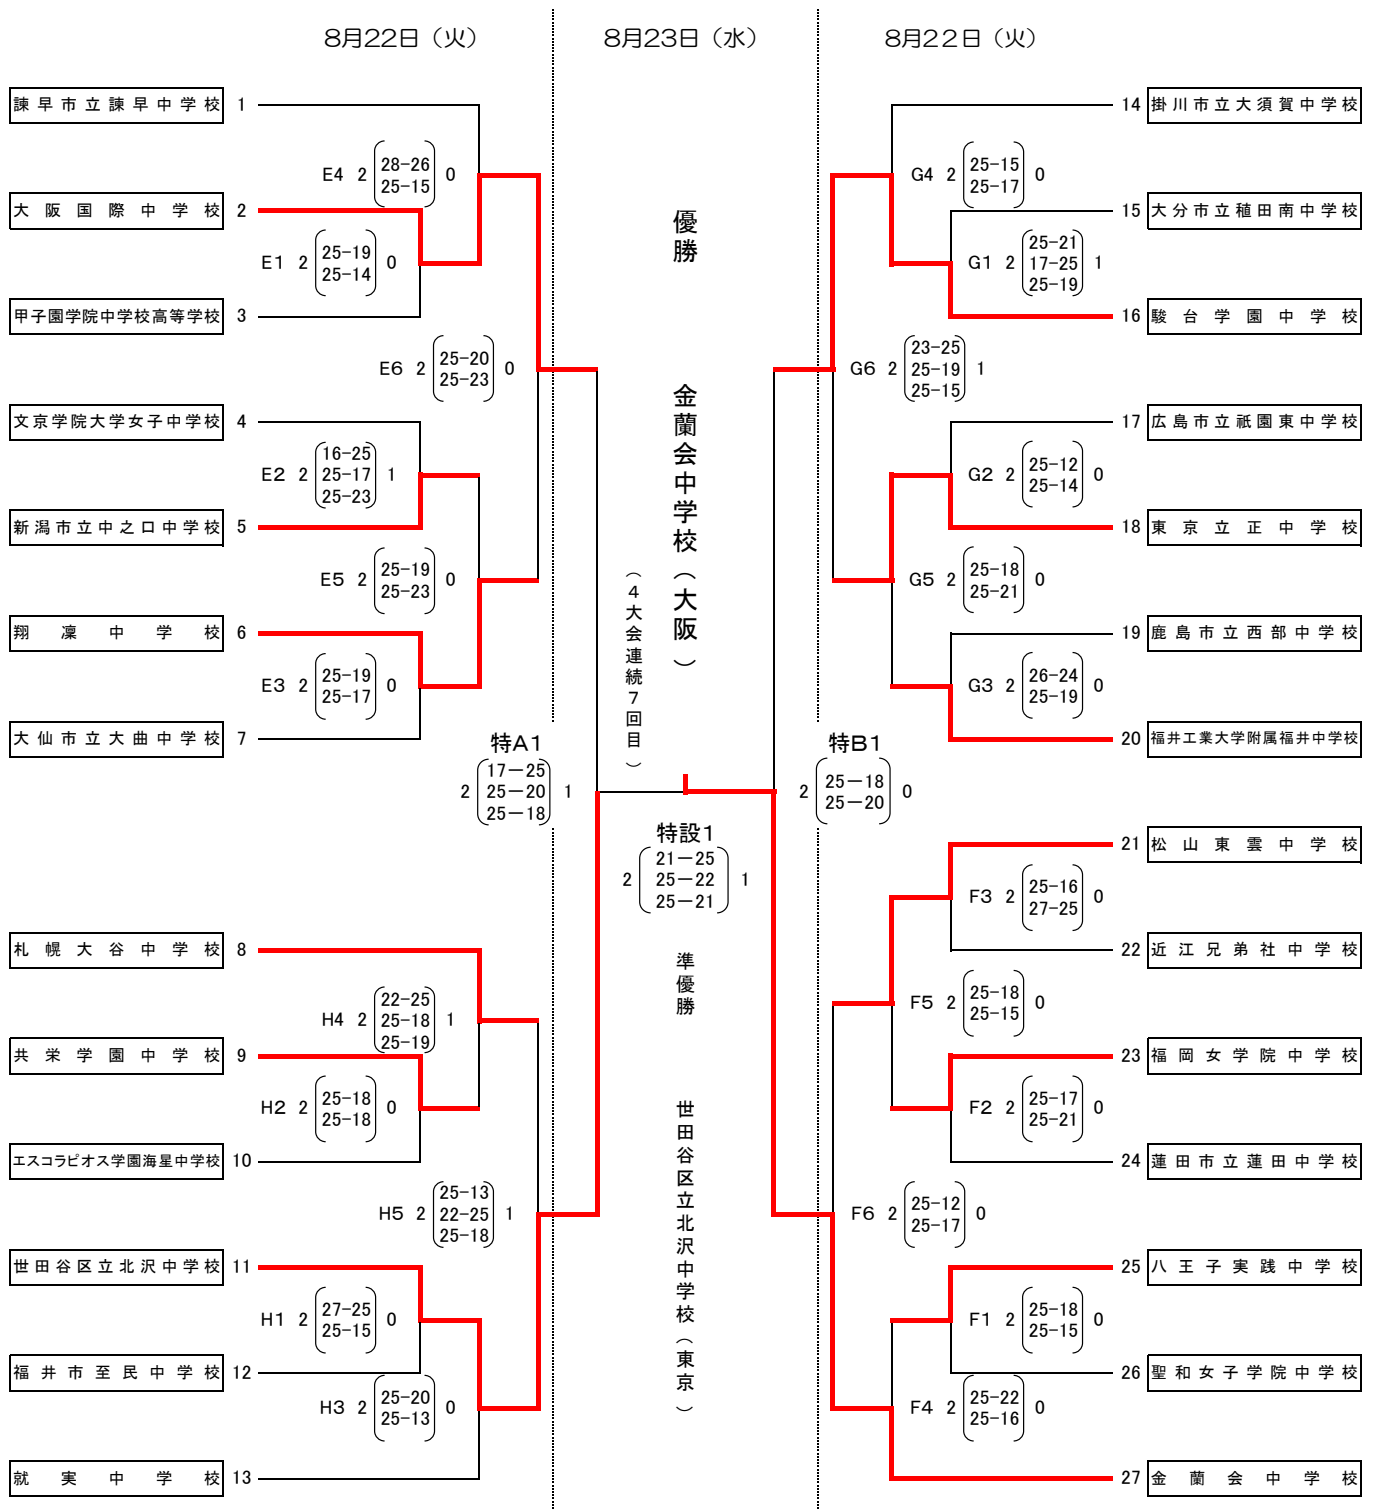 8月22日（火）
8月23日（水）
8月22日（火）
諫早市立諫早中学校 1
E4 2 28-26 0
25-15
大阪国際中学校 2
E1 2 25-19 0
25-14
甲子園学院中学校高等学校 3
E6 2 25-20 0
25-23
文京学院大学女子中学校 4
E2 2 16-25 1
25-17
25-23
新潟市立中之口中学校 5
E5 2 25-19 0
25-23
翔凜中学校 6
E3 2 25-19 0
25-17
大仙市立大曲中学校 7
特A1
2 17－25 1
25－20
25－18
札幌大谷中学校 8
H4 2 22-25 1
25-18
25-19
共栄学園中学校 9
H2 2 25-18 0
25-18
エスコラピオス学園海星中学校 10
H5 2 25-13 1
22-25
25-18
世田谷区立北沢中学校 11
H1 2 27-25 0
25-15
福井市至民中学校 12
H3 2 25-20 0
25-13
就実中学校 13
優勝
金蘭会中学校（大阪）
（４大会連続７回目）
特設1
2 21－25 1
25－22
25－21
準優勝
世田谷区立北沢中学校（東京）
14 掛川市立大須賀中学校
G4 2 25-15 0
25-17
15 大分市立稙田南中学校
G1 2 25-21 1
17-25
25-19
16 駿台学園中学校
G6 2 23-25 1
25-19
25-15
17 広島市立祇園東中学校
G2 2 25-12 0
25-14
18 東京立正中学校
G5 2 25-18 0
25-21
19 鹿島市立西部中学校
G3 2 26-24 0
25-19
20 福井工業大学附属福井中学校
特B1
2 25－18 0
25－20
21 松山東雲中学校
F3 2 25-16 0
27-25
22 近江兄弟社中学校
F5 2 25-18 0
25-15
23 福岡女学院中学校
F2 2 25-17 0
25-21
24 蓮田市立蓮田中学校
F6 2 25-12 0
25-17
25 八王子実践中学校
F1 2 25-18 0
25-15
26 聖和女子学院中学校
F4 2 25-22 0
25-16
27 金蘭会中学校